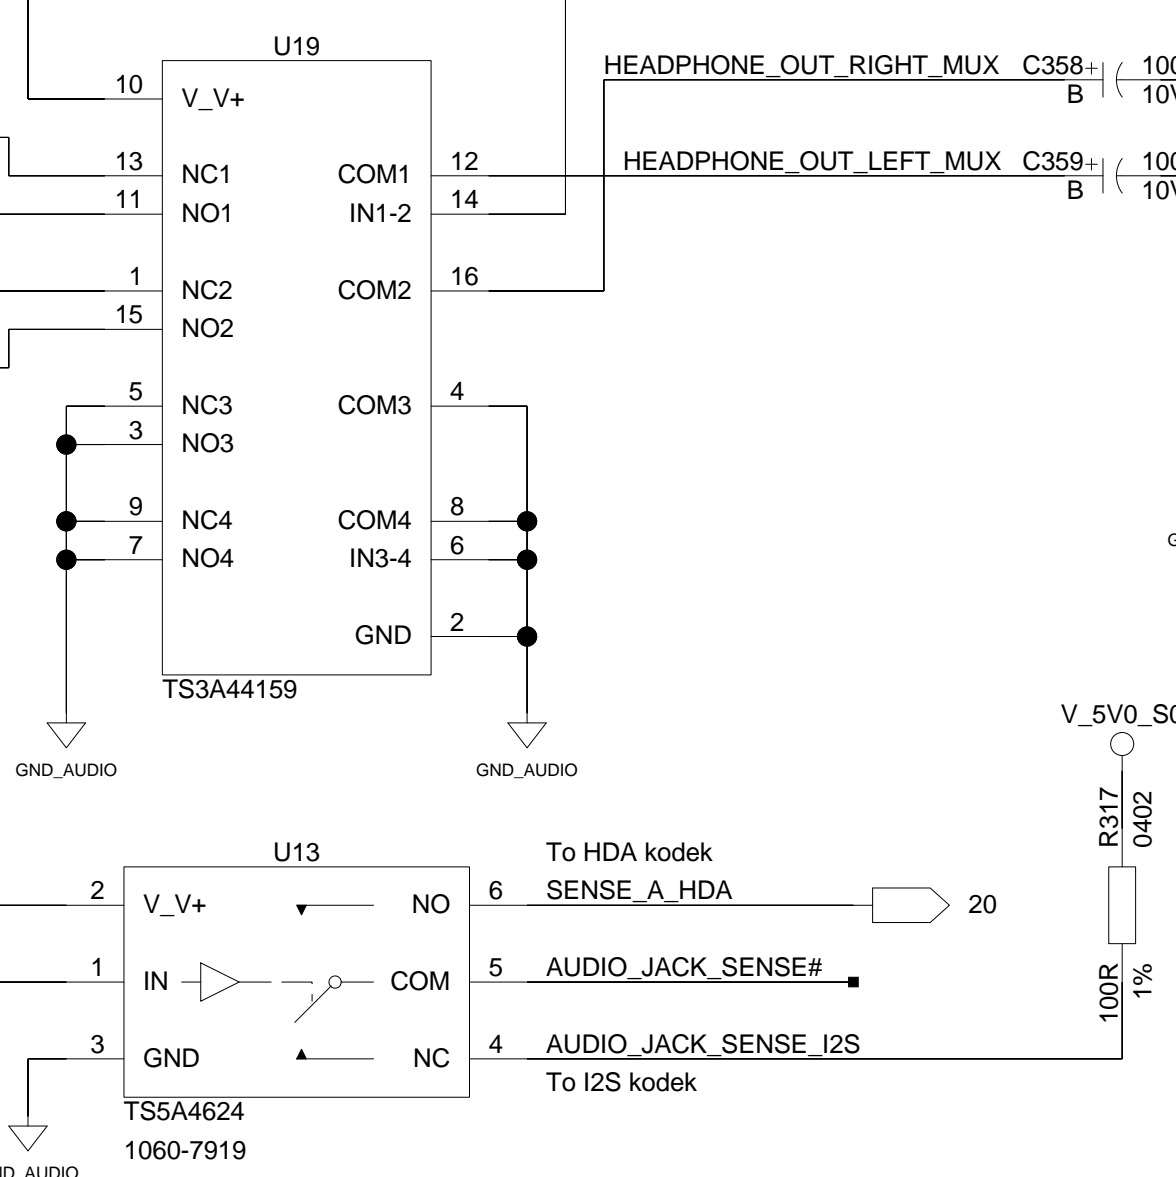 U19
HEADPHONE_OUT_RIGHT_MUX C358+
B
10V
10 V_V+
13 NC1 COM1 12
HEADPHONE_OUT_LEFT_MUX C359+
B
10V
11 NO1 IN1-2 14
1 NC2 COM2 16
15 NO2
5 NC3 COM3 4
3 NO3
9 NC4 COM4 8
7 NO4 IN3-4 6
GND 2
TS3A44159
GND_AUDIO
GND_AUDIO
V_5V0_S0
R317
0402
100R
1%
U13
To HDA kodek
2 V_V+ NO 6 SENSE_A_HDA 20
1 IN COM 5 AUDIO_JACK_SENSE#
3 GND NC 4 AUDIO_JACK_SENSE_I2S
To I2S kodek
TS5A4624
1060-7919